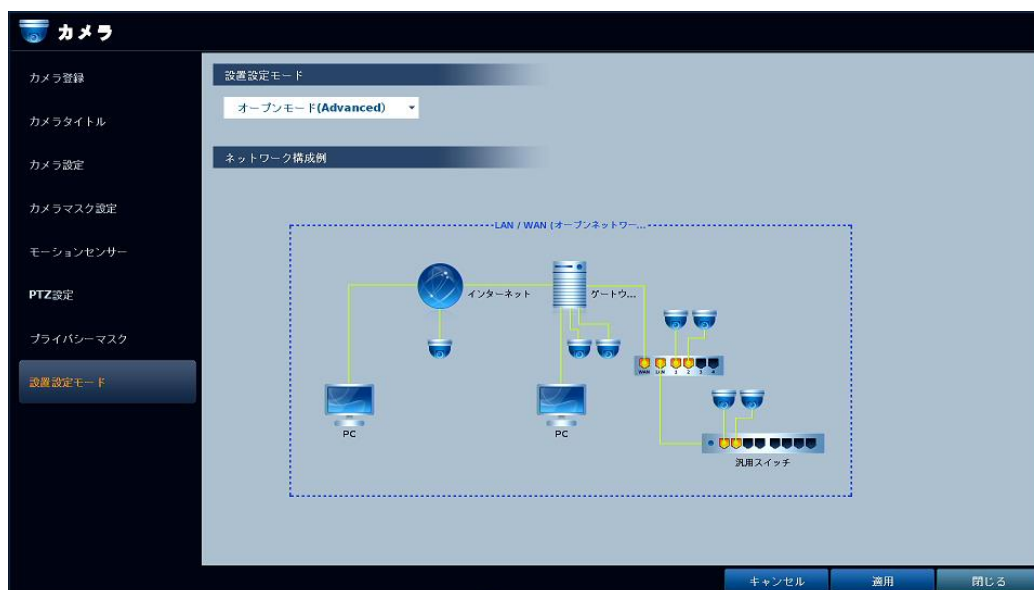 カメラ
カメラ登録
カメラタイトル
カメラ設定
カメラマスク設定
モーションセンサー
PTZ設定
プライバシーマスク
設置設定モード
設置設定モード
オープンモード(Advanced)
ネットワーク構成例
LAN / WAN (オープンネットワー...
インターネット
ゲートウ...
WAN LAN 1 2 3 4
PC
PC
汎用スイッチ
キャンセル
適用
閉じる